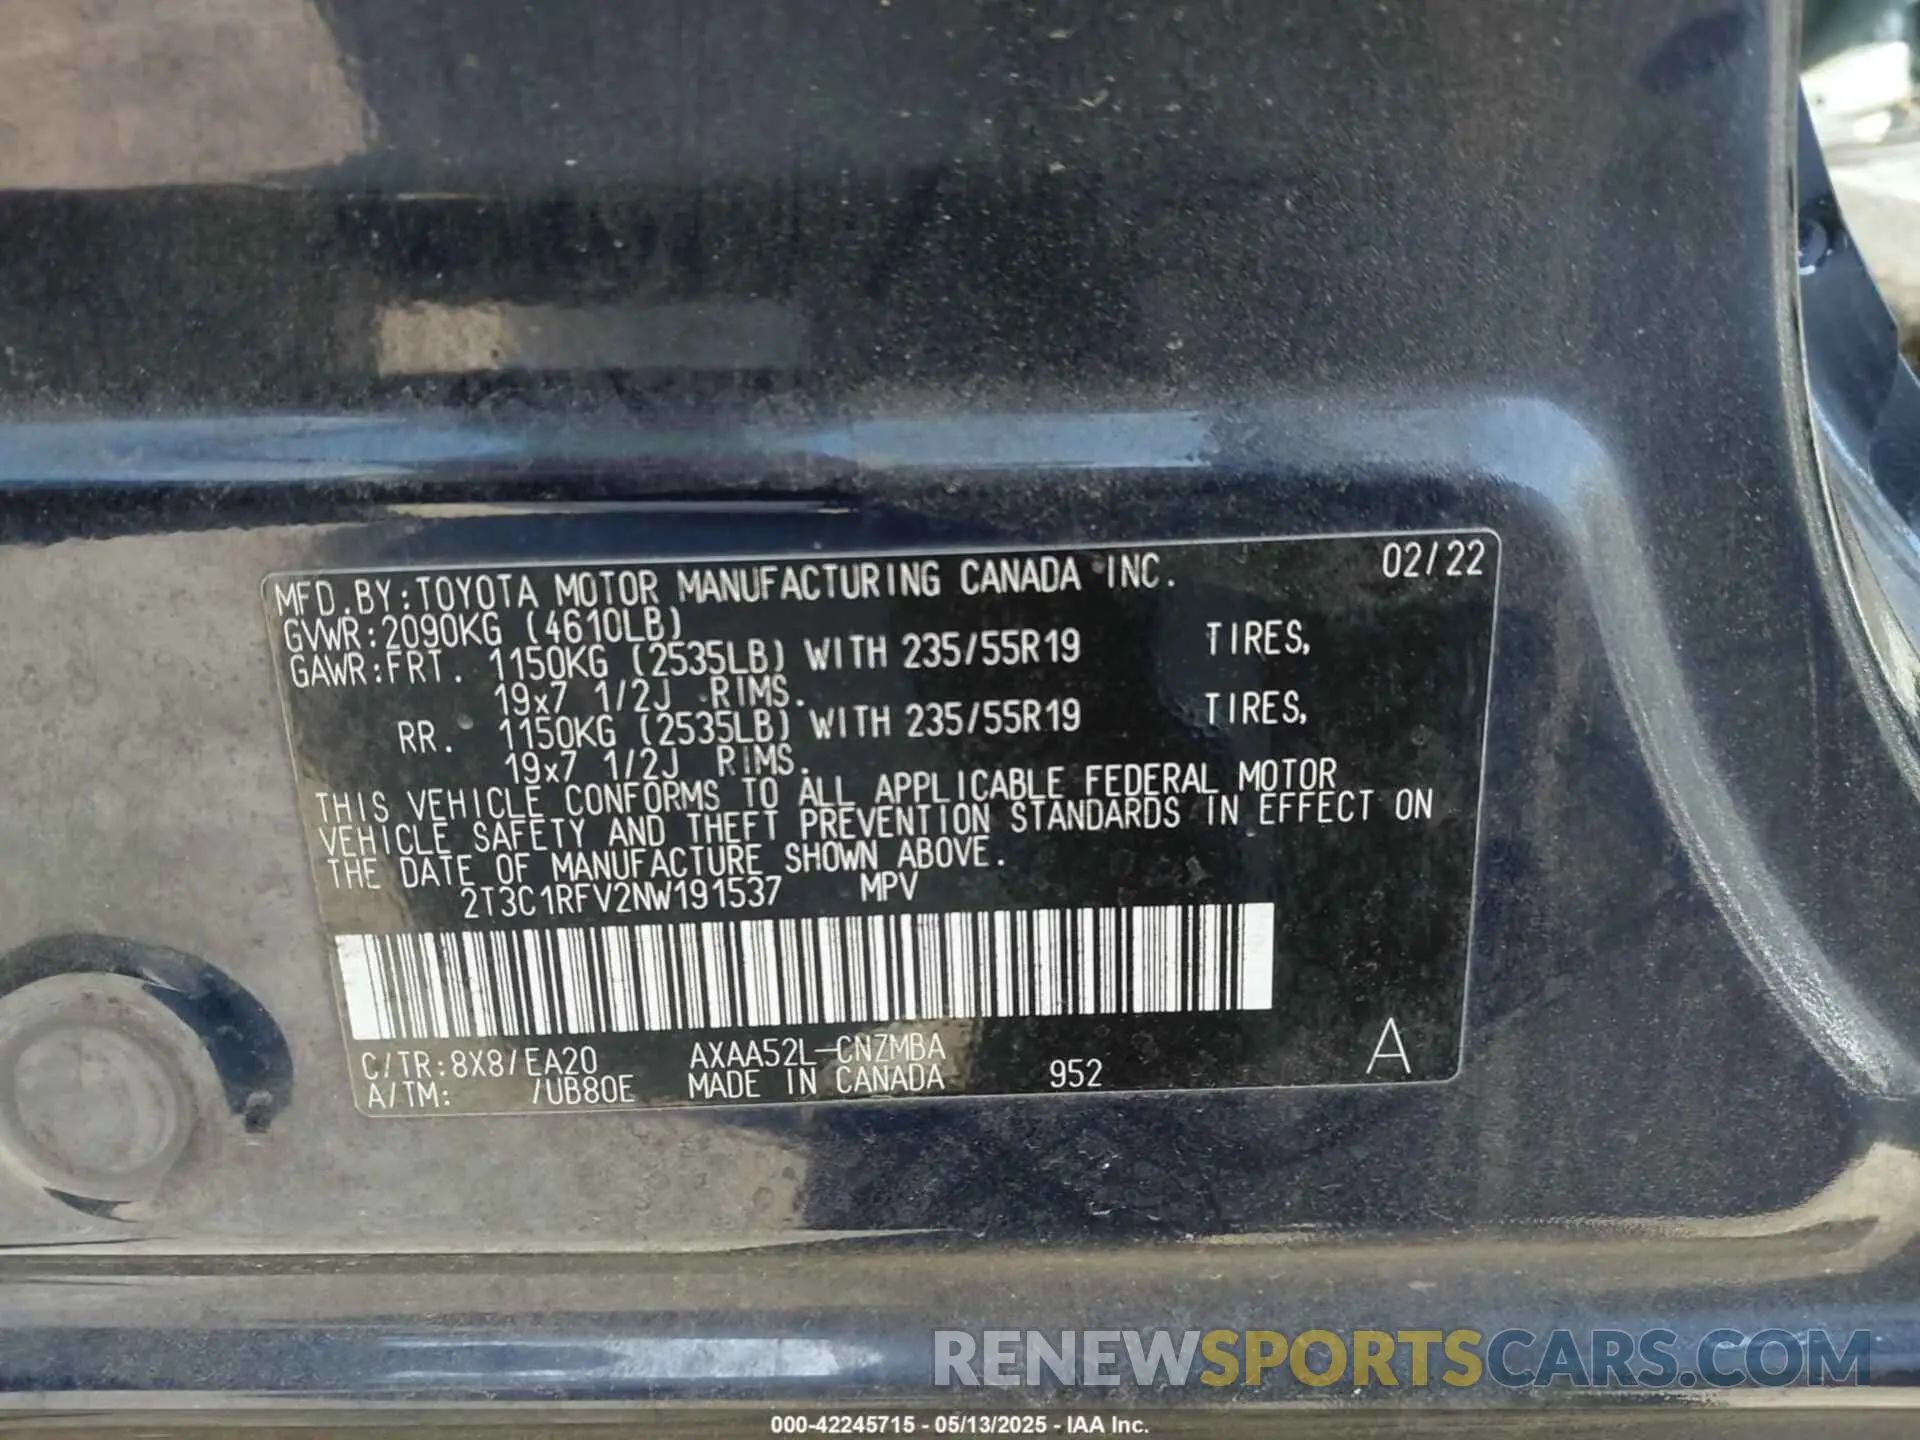 MFD.BY:TOYOTA MOTOR MANUFACTURING CANADA INC. 02/22
GVWR:2090KG (4610LB)
GAWR:FRT. 1150KG (2535LB) WITH 235/55R19 TIRES,
19x7 1/2J RIMS.
RR. 1150KG (2535LB) WITH 235/55R19 TIRES,
19x7 1/2J RIMS.
THIS VEHICLE CONFORMS TO ALL APPLICABLE FEDERAL MOTOR
VEHICLE SAFETY AND THEFT PREVENTION STANDARDS IN EFFECT ON
THE DATE OF MANUFACTURE SHOWN ABOVE.
2T3C1RFV2NW191537 MPV
C/TR:8X8/EA20 AXAA52L-CNZMBA
A/TM: /UB80E MADE IN CANADA 952 A
RENEWSPORTSCARS.COM
000-42245715 - 05/13/2025 - IAA Inc.